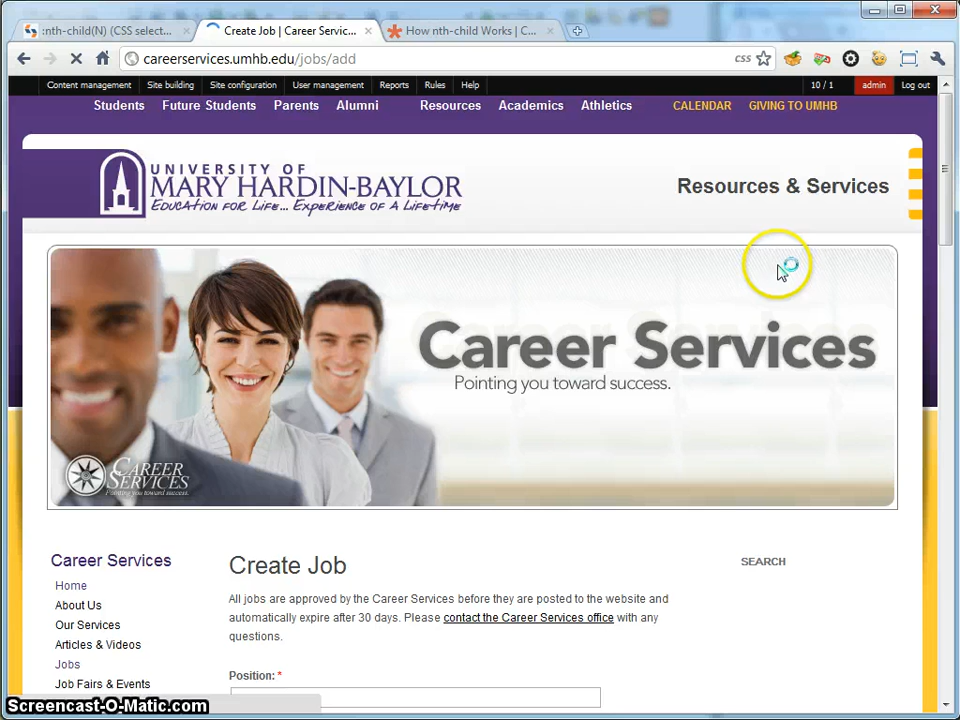 :nth-child(N) (CSS select...
Create Job | Career Servic...
How nth-child Works | C...
careerservices.umhb.edu/jobs/add
css
Content management Site building Site configuration User management Reports Rules Help 10 / 1 admin Log out
Students Future Students Parents Alumni Resources Academics Athletics CALENDAR GIVING TO UMHB
UNIVERSITY OF
MARY HARDIN-BAYLOR
EDUCATION FOR LIFE... EXPERIENCE OF A LIFETIME
Resources & Services
Career Services
Pointing you toward success.
CAREER
SERVICES
Pointing you toward success.
Career Services
Home
About Us
Our Services
Articles & Videos
Jobs
Job Fairs & Events
Create Job
All jobs are approved by the Career Services before they are posted to the website and
automatically expire after 30 days. Please contact the Career Services office with any
questions.
Position: *
SEARCH
Screencast-O-Matic.com